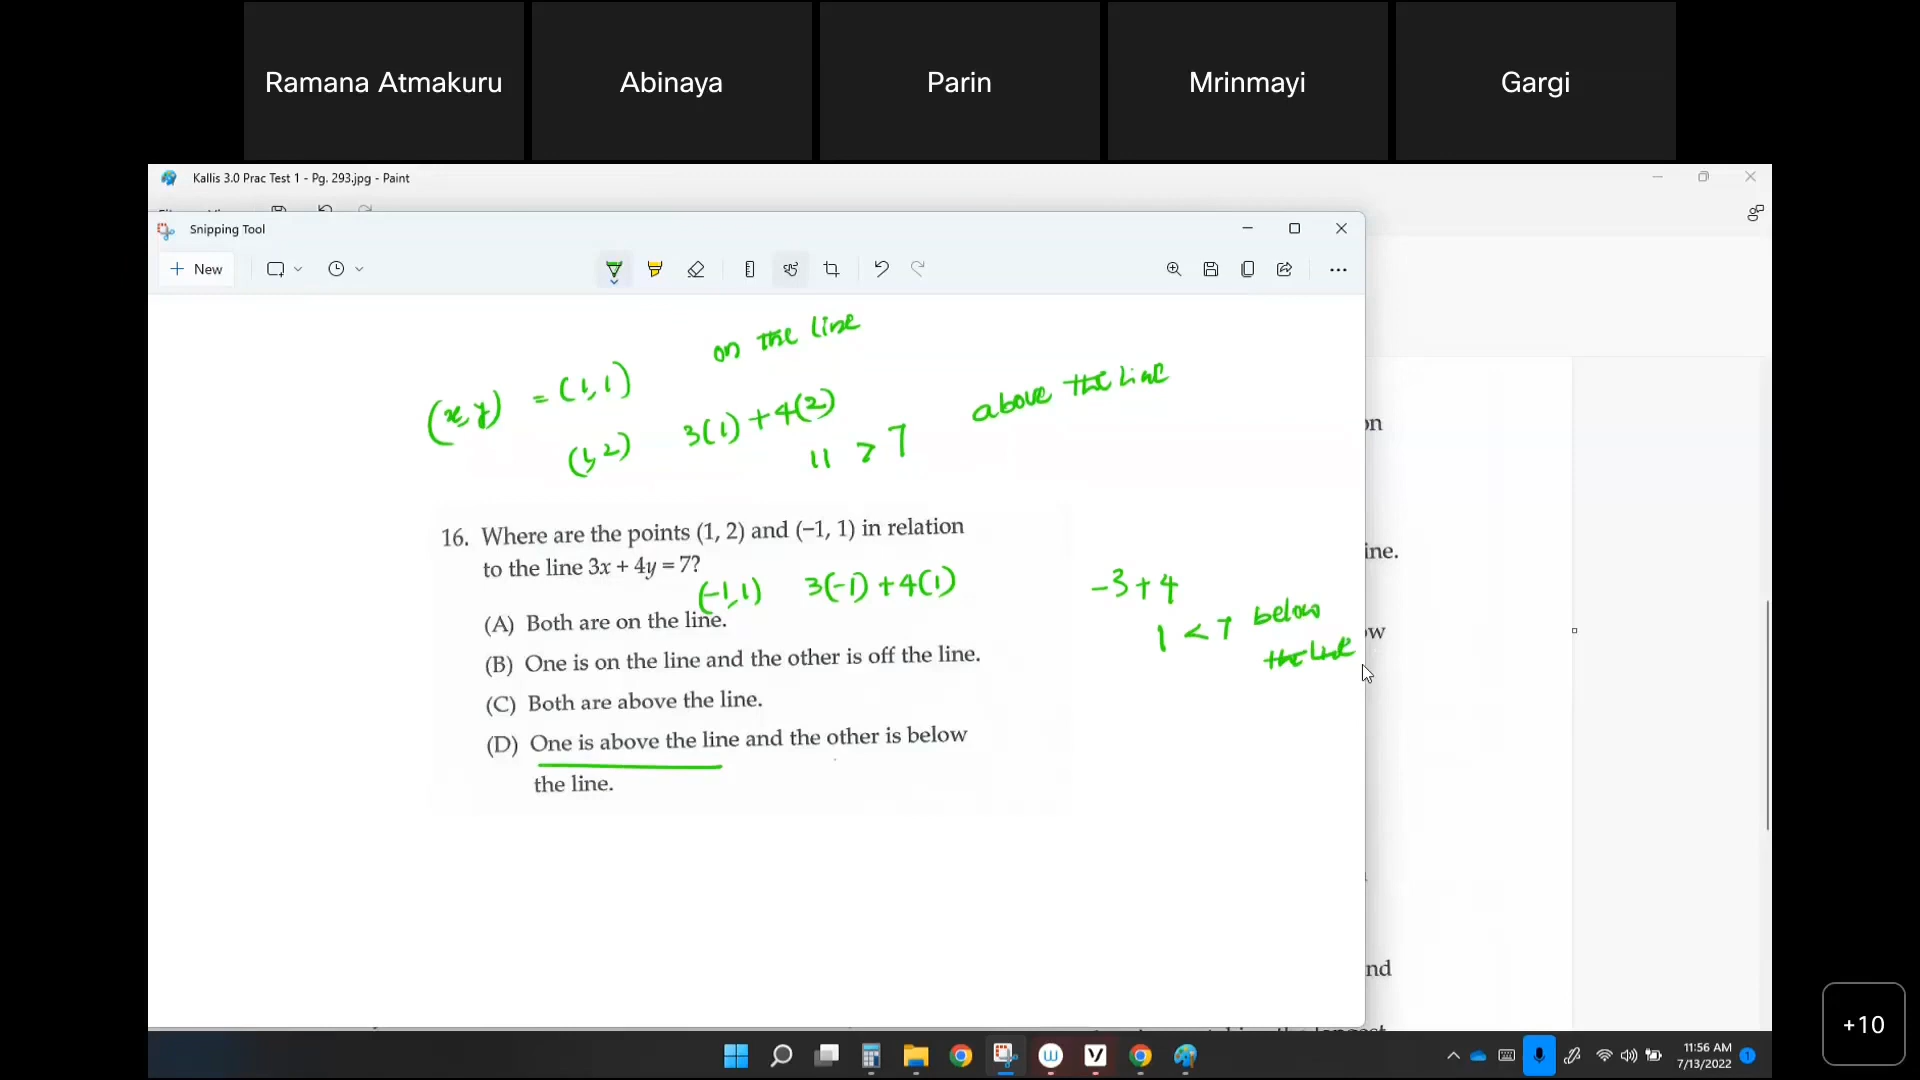 Ramana Atmakuru
Abinaya
Parin
Mrinmayi
Gargi
Kallis 3.0 Prac Test 1 - Pg. 293.jpg - Paint
Snipping Tool
New
on the line
(x,y) = (1,1)
above the line
(1,2) 3(1)+4(2)
11 > 7
on
16. Where are the points (1, 2) and (−1, 1) in relation
to the line 3x + 4y = 7?
ine.
(-1,1) 3(-1)+4(1) -3+4
(A) Both are on the line.
1 < 7 below
the line
ow
(B) One is on the line and the other is off the line.
(C) Both are above the line.
(D) One is above the line and the other is below
the line.
nd
+10
11:56 AM
7/13/2022
1